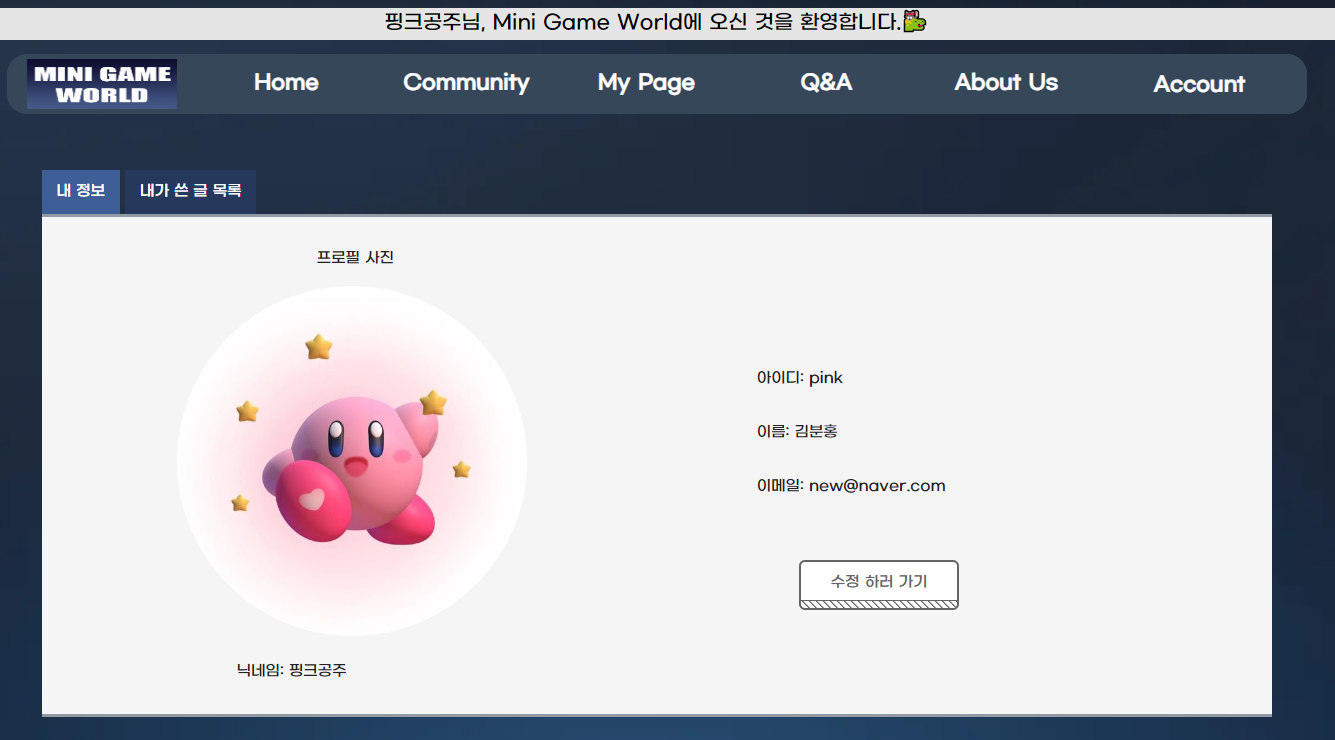 핑크공주님, Mini Game World에 오신 것을 환영합니다.
MINI GAME
WORLD
Home
Community
My Page
Q&A
About Us
Account
내 정보
내가 쓴 글 목록
프로필 사진
아이디: pink
이름: 김분홍
이메일: new@naver.com
수정 하러 가기
닉네임: 핑크공주